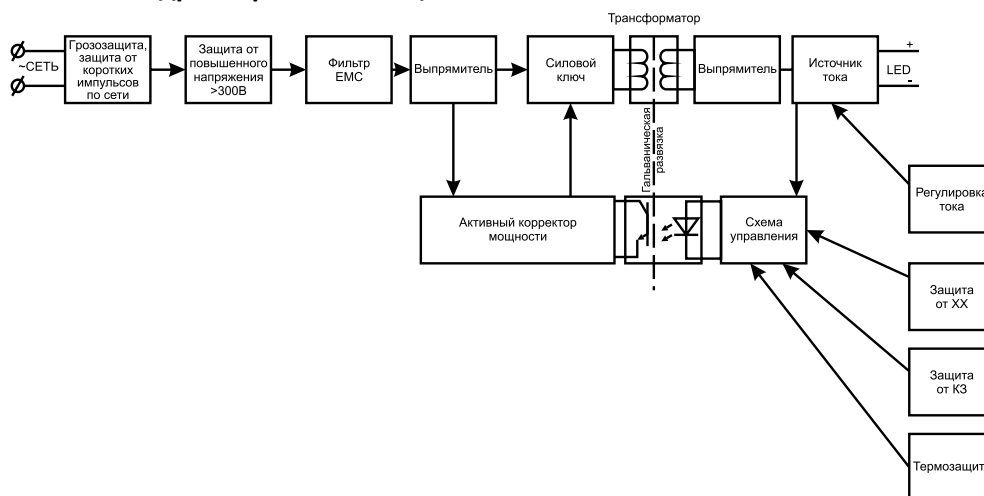 Трансформатор
~СЕТЬ
Грозозащита,
защита от
коротких
импульсов
по сети
Защита от
повышенного
напряжения
>300В
Фильтр
ЕМС
Выпрямитель
Силовой
ключ
Выпрямитель
Источник
тока
+
LED
-
Гальваническая
развязка
Активный корректор
мощности
Схема
управления
Регулировка
тока
Защита
от ХХ
Защита
от КЗ
Термозащит